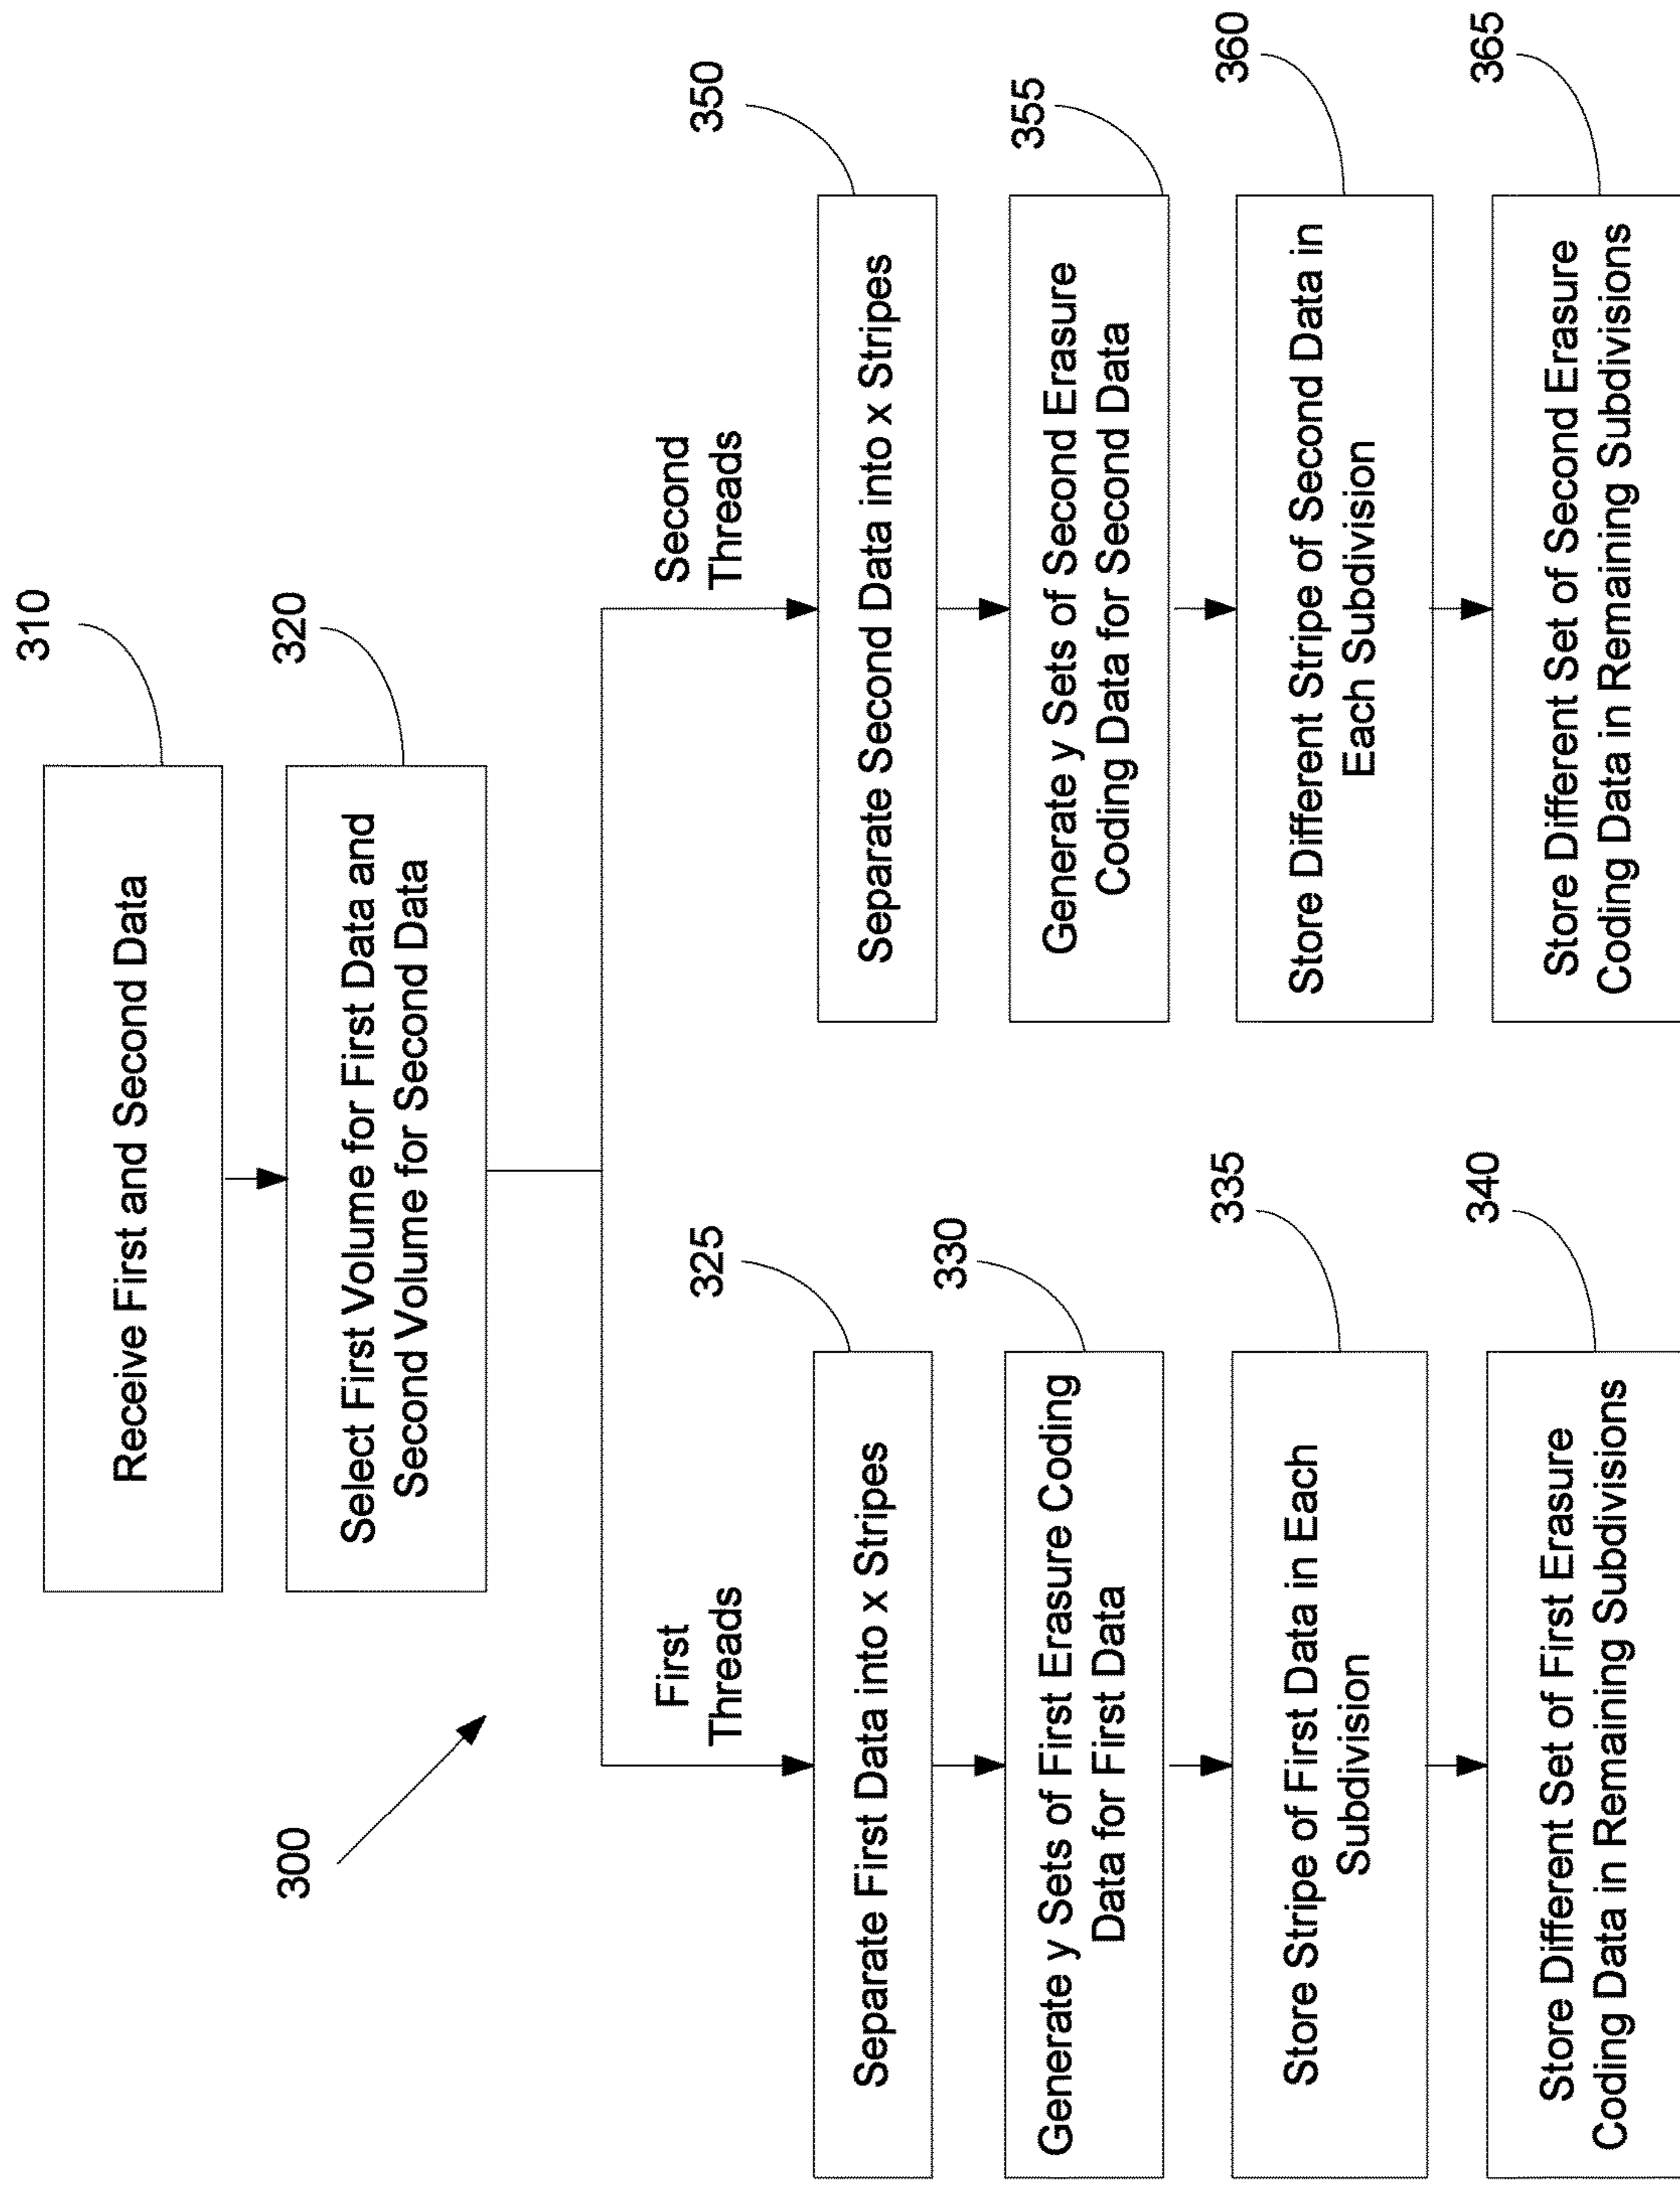 310
Receive First and Second Data
320
Select First Volume for First Data and
Second Volume for Second Data
300
First
Threads
325
Separate First Data into x Stripes
330
Generate y Sets of First Erasure Coding
Data for First Data
335
Store Stripe of First Data in Each
Subdivision
340
Store Different Set of First Erasure
Coding Data in Remaining Subdivisions
Second
Threads
350
Separate Second Data into x Stripes
355
Generate y Sets of Second Erasure
Coding Data for Second Data
360
Store Different Stripe of Second Data in
Each Subdivision
365
Store Different Set of Second Erasure
Coding Data in Remaining Subdivisions